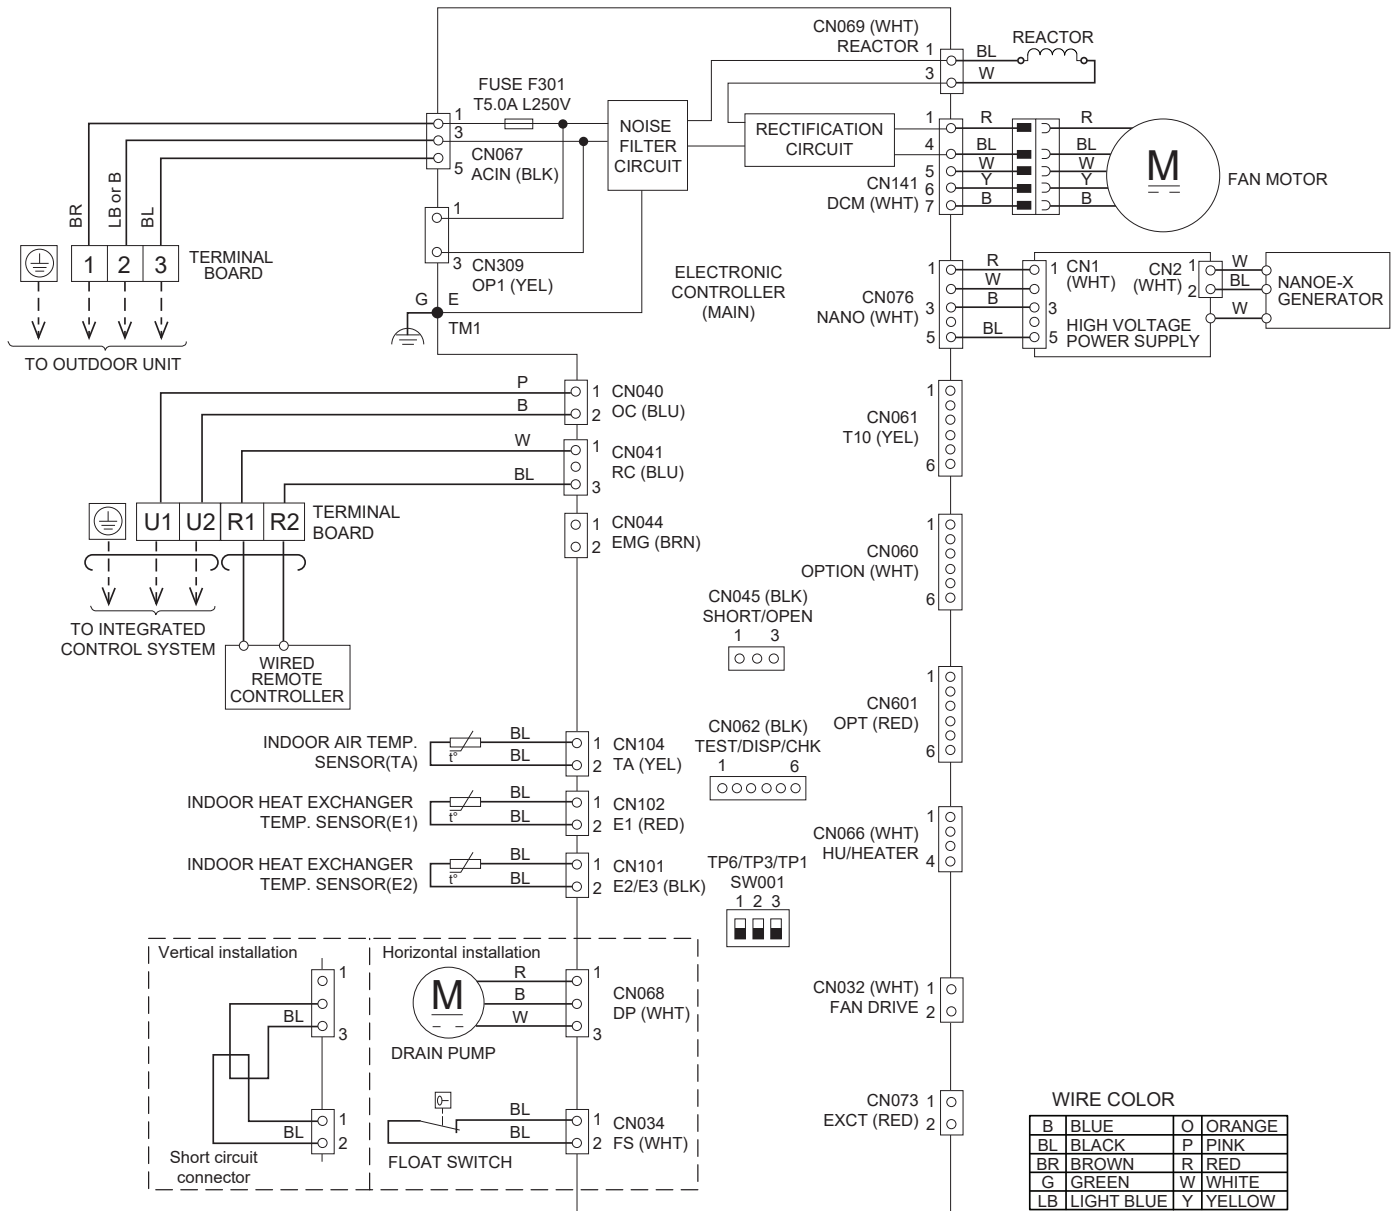 CN069 (WHT)
REACTOR
1
3
BL
W
REACTOR
FUSE F301
T5.0A L250V
1
3
5
CN067
ACIN (BLK)
NOISE
FILTER
CIRCUIT
RECTIFICATION
CIRCUIT
1
4
5
6
7
CN141
DCM (WHT)
R
BL
W
Y
B
R
BL
W
Y
B
M
FAN MOTOR
BR
LB or B
BL
1
2
3
TERMINAL
BOARD
TO OUTDOOR UNIT
1
3
CN309
OP1 (YEL)
G
E
TM1
ELECTRONIC
CONTROLLER
(MAIN)
CN076
NANO (WHT)
1
3
5
R
W
B
BL
1
3
5
CN1
(WHT)
CN2
(WHT)
1
2
HIGH VOLTAGE
POWER SUPPLY
W
BL
W
NANOE-X
GENERATOR
P
B
1
2
CN040
OC (BLU)
W
BL
1
3
CN041
RC (BLU)
U1
U2
R1
R2
TERMINAL
BOARD
1
2
CN044
EMG (BRN)
TO INTEGRATED
CONTROL SYSTEM
WIRED
REMOTE
CONTROLLER
CN061
T10 (YEL)
1
6
CN060
OPTION (WHT)
1
6
CN045 (BLK)
SHORT/OPEN
1 3
CN601
OPT (RED)
1
6
CN062 (BLK)
TEST/DISP/CHK
1 6
INDOOR AIR TEMP.
SENSOR(TA)
t°
BL
BL
1
2
CN104
TA (YEL)
INDOOR HEAT EXCHANGER
TEMP. SENSOR(E1)
t°
BL
BL
1
2
CN102
E1 (RED)
INDOOR HEAT EXCHANGER
TEMP. SENSOR(E2)
t°
BL
BL
1
2
CN101
E2/E3 (BLK)
CN066 (WHT)
HU/HEATER
1
4
TP6/TP3/TP1
SW001
1 2 3
Vertical installation
1
3
BL
1
2
BL
Short circuit
connector
Horizontal installation
M
DRAIN PUMP
R
B
W
1
3
CN068
DP (WHT)
FLOAT SWITCH
BL
BL
1
2
CN034
FS (WHT)
CN032 (WHT)
FAN DRIVE
1
2
CN073
EXCT (RED)
1
2
WIRE COLOR
B BLUE O ORANGE
BL BLACK P PINK
BR BROWN R RED
G GREEN W WHITE
LB LIGHT BLUE Y YELLOW